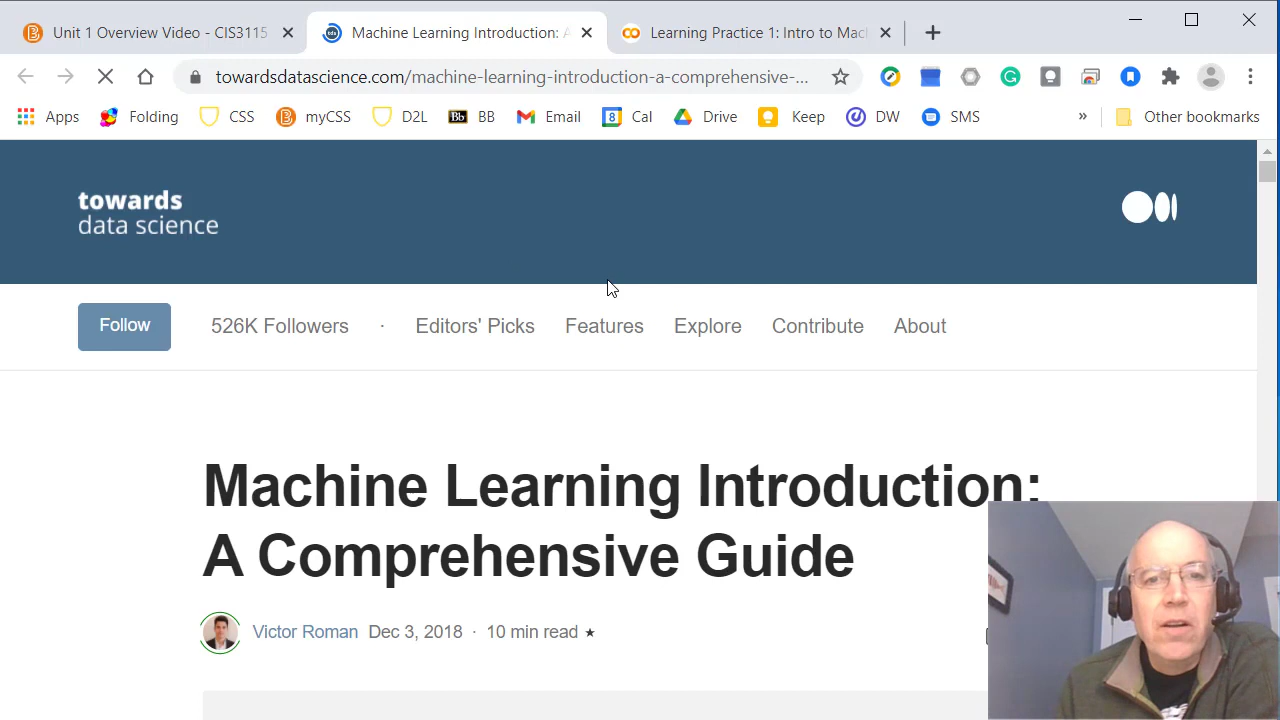 Unit 1 Overview Video - CIS3115
Machine Learning Introduction: A
Learning Practice 1: Intro to Mach
towardsdatascience.com/machine-learning-introduction-a-comprehensive-...
Apps Folding CSS myCSS D2L Bb BB Email 8 Cal Drive Keep DW SMS » Other bookmarks
towards
data science
Follow 526K Followers · Editors' Picks Features Explore Contribute About
Machine Learning Introduction:
A Comprehensive Guide
Victor Roman Dec 3, 2018 · 10 min read ★